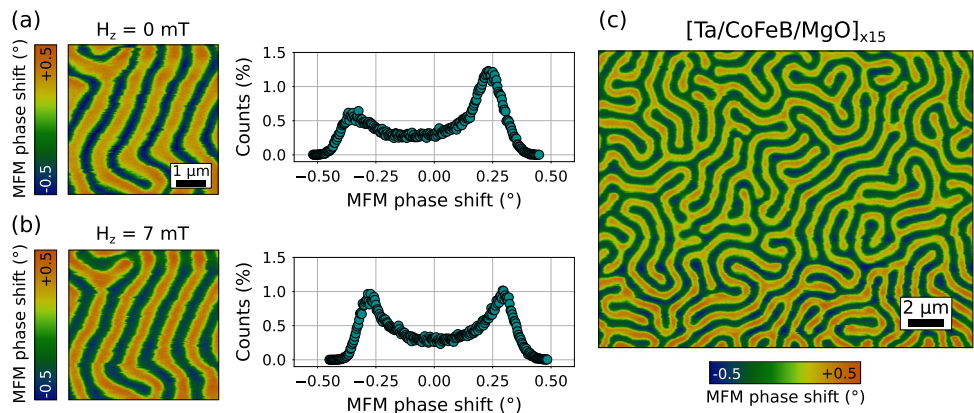 (a)
H_z = 0 mT
MFM phase shift (°)
+0.5
-0.5
1 µm
Counts (%)
1.5
1.0
0.5
0.0
−0.50 −0.25 0.00 0.25 0.50
MFM phase shift (°)
(b)
H_z = 7 mT
MFM phase shift (°)
+0.5
-0.5
Counts (%)
1.5
1.0
0.5
0.0
−0.50 −0.25 0.00 0.25 0.50
MFM phase shift (°)
(c)
[Ta/CoFeB/MgO]_x15
2 µm
-0.5 +0.5
MFM phase shift (°)